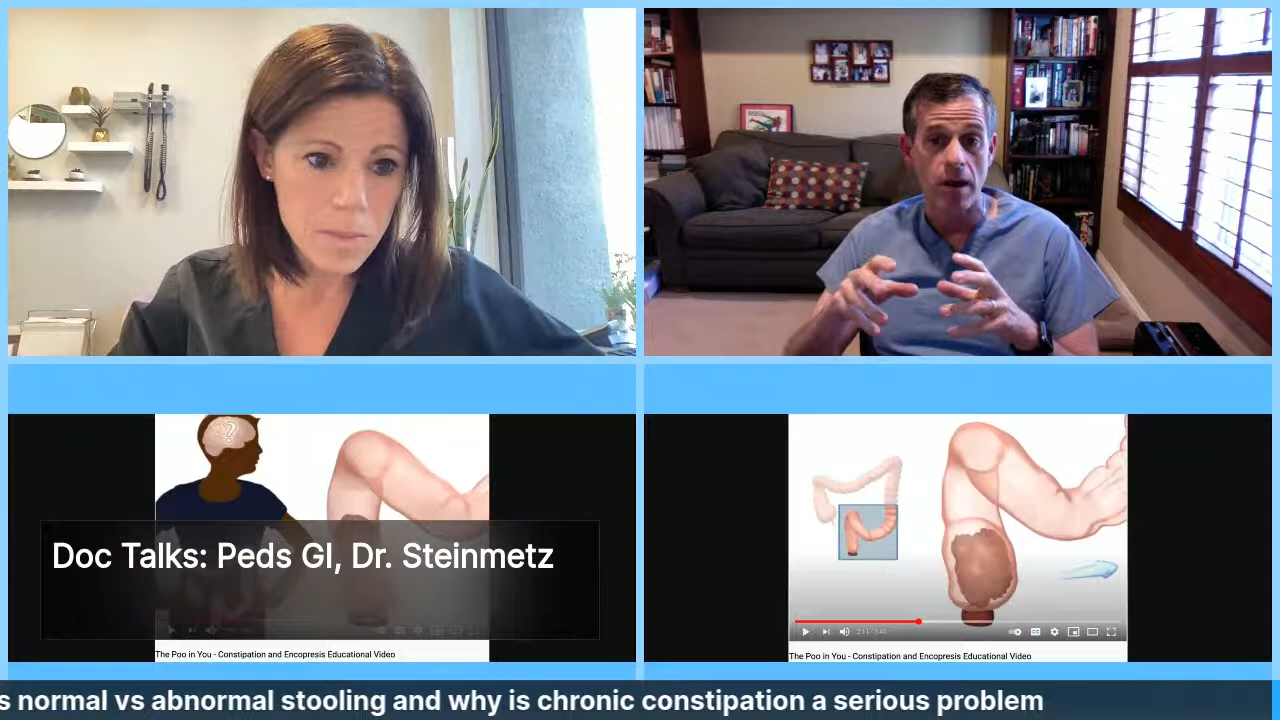 Doc Talks: Peds GI, Dr. Steinmetz
?
The Poo in You - Constipation and Encopresis Educational Video
The Poo in You - Constipation and Encopresis Educational Video
s normal vs abnormal stooling and why is chronic constipation a serious problem